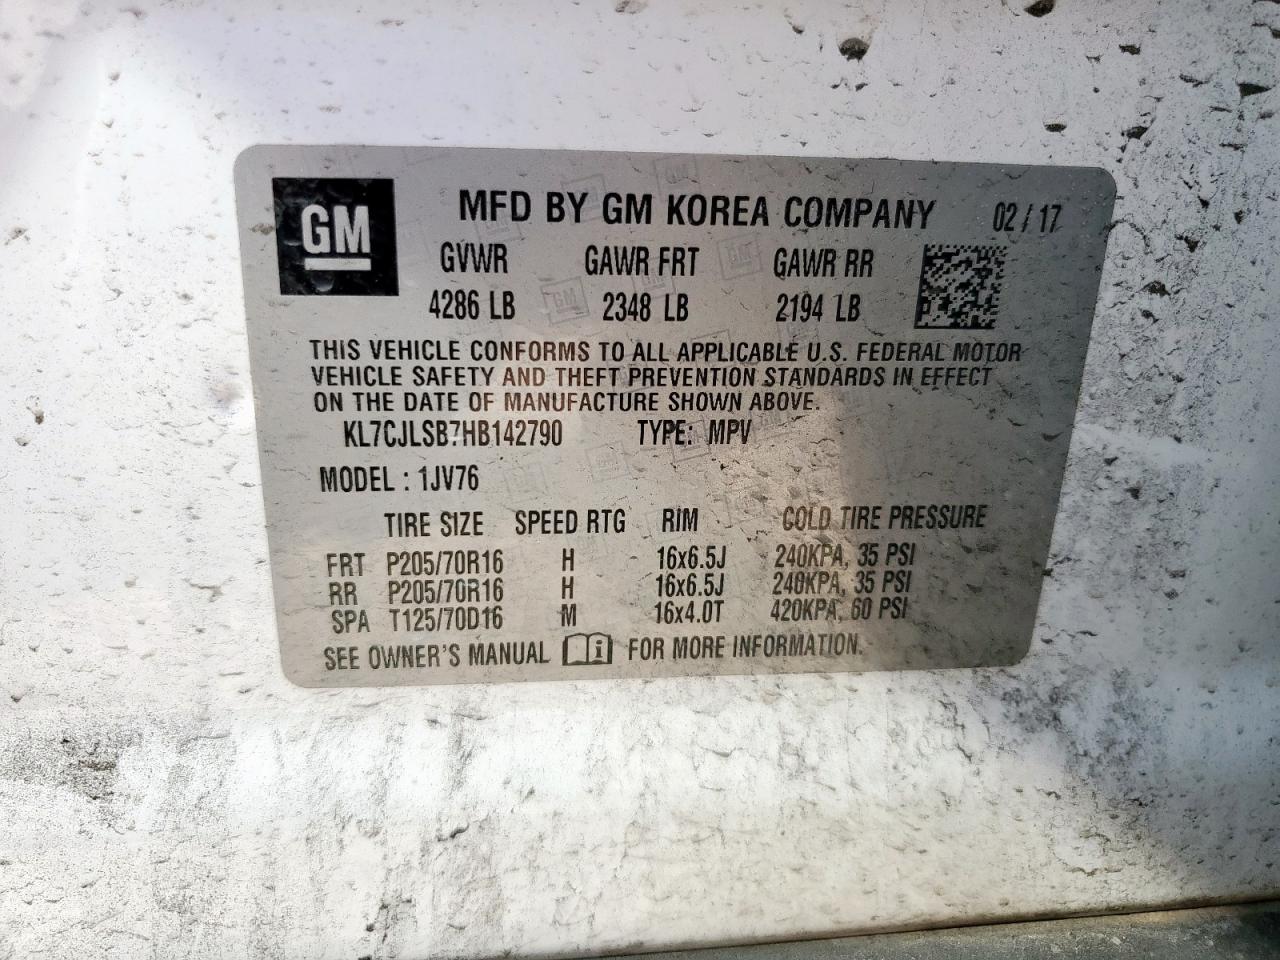 GM
MFD BY GM KOREA COMPANY 02 / 17
GVWR GAWR FRT GAWR RR
4286 LB 2348 LB 2194 LB
THIS VEHICLE CONFORMS TO ALL APPLICABLE U.S. FEDERAL MOTOR
VEHICLE SAFETY AND THEFT PREVENTION STANDARDS IN EFFECT
ON THE DATE OF MANUFACTURE SHOWN ABOVE.
KL7CJLSB7HB142790 TYPE: MPV
MODEL : 1JV76
TIRE SIZE SPEED RTG RIM COLD TIRE PRESSURE
FRT P205/70R16 H 16x6.5J 240KPA, 35 PSI
RR P205/70R16 H 16x6.5J 240KPA, 35 PSI
SPA T125/70D16 M 16x4.0T 420KPA, 60 PSI
SEE OWNER'S MANUAL i FOR MORE INFORMATION.